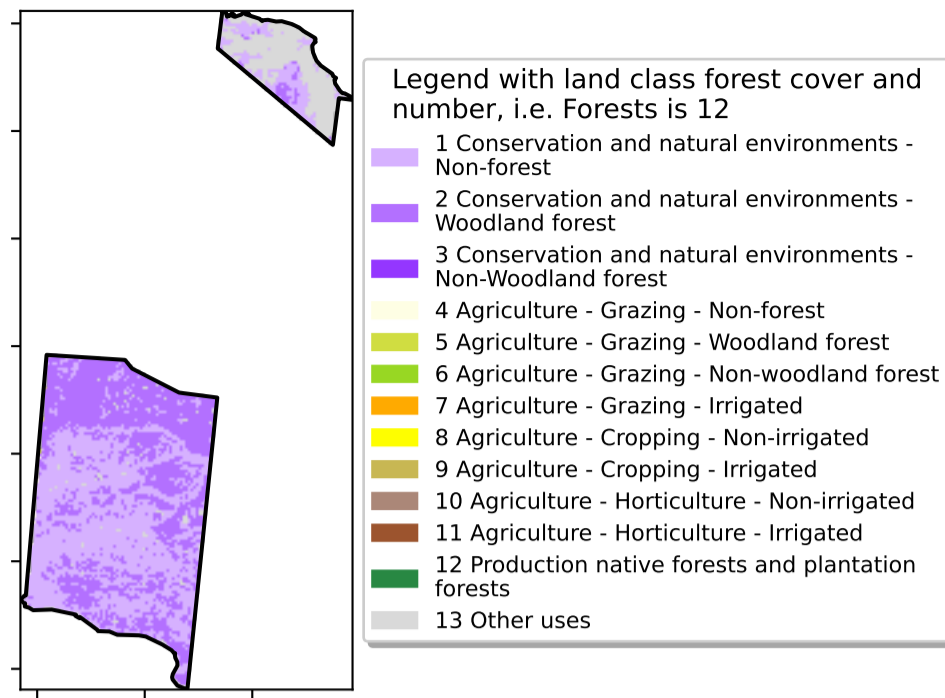 Legend with land class forest cover and
number, i.e. Forests is 12
1 Conservation and natural environments -
Non-forest
2 Conservation and natural environments -
Woodland forest
3 Conservation and natural environments -
Non-Woodland forest
4 Agriculture - Grazing - Non-forest
5 Agriculture - Grazing - Woodland forest
6 Agriculture - Grazing - Non-woodland forest
7 Agriculture - Grazing - Irrigated
8 Agriculture - Cropping - Non-irrigated
9 Agriculture - Cropping - Irrigated
10 Agriculture - Horticulture - Non-irrigated
11 Agriculture - Horticulture - Irrigated
12 Production native forests and plantation
forests
13 Other uses